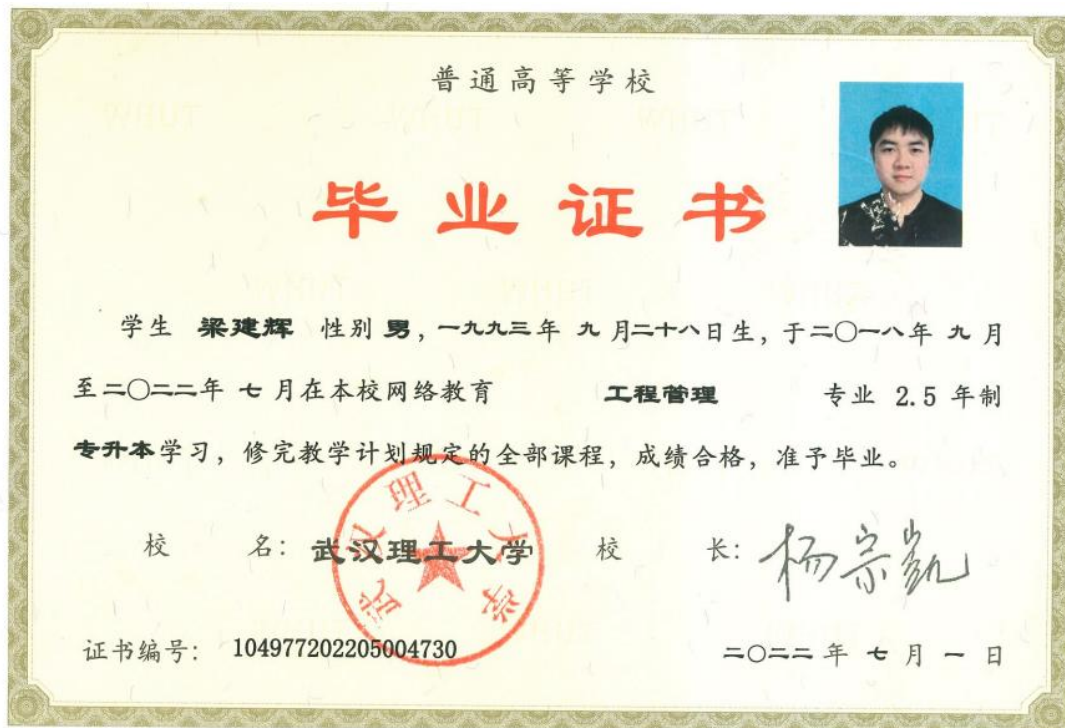 普通高等学校
毕业证书
学生 梁建辉 性别 男，一九九三年 九 月二十八日生，于二〇一八年 九 月
至二〇二二年 七 月在本校网络教育 工程管理 专业 2.5 年制
专升本学习，修完教学计划规定的全部课程，成绩合格，准予毕业。
校 名：武汉理工大学 校 长：杨宗凯
武汉理工大学
证书编号：104977202205004730 二〇二二 年 七 月 一 日